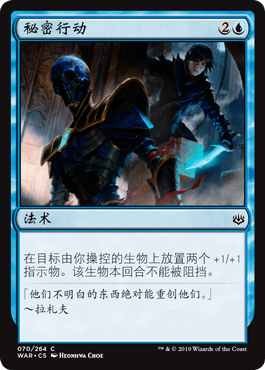 秘密行动 2
法术
在目标由你操控的生物上放置两个 +1/+1
指示物。该生物本回合不能被阻挡。
「他们不明白的东西绝对能重创他们。」
~拉札夫
070/264 C
WAR • CS HEONHWA CHOE
™ & © 2019 Wizards of the Coast